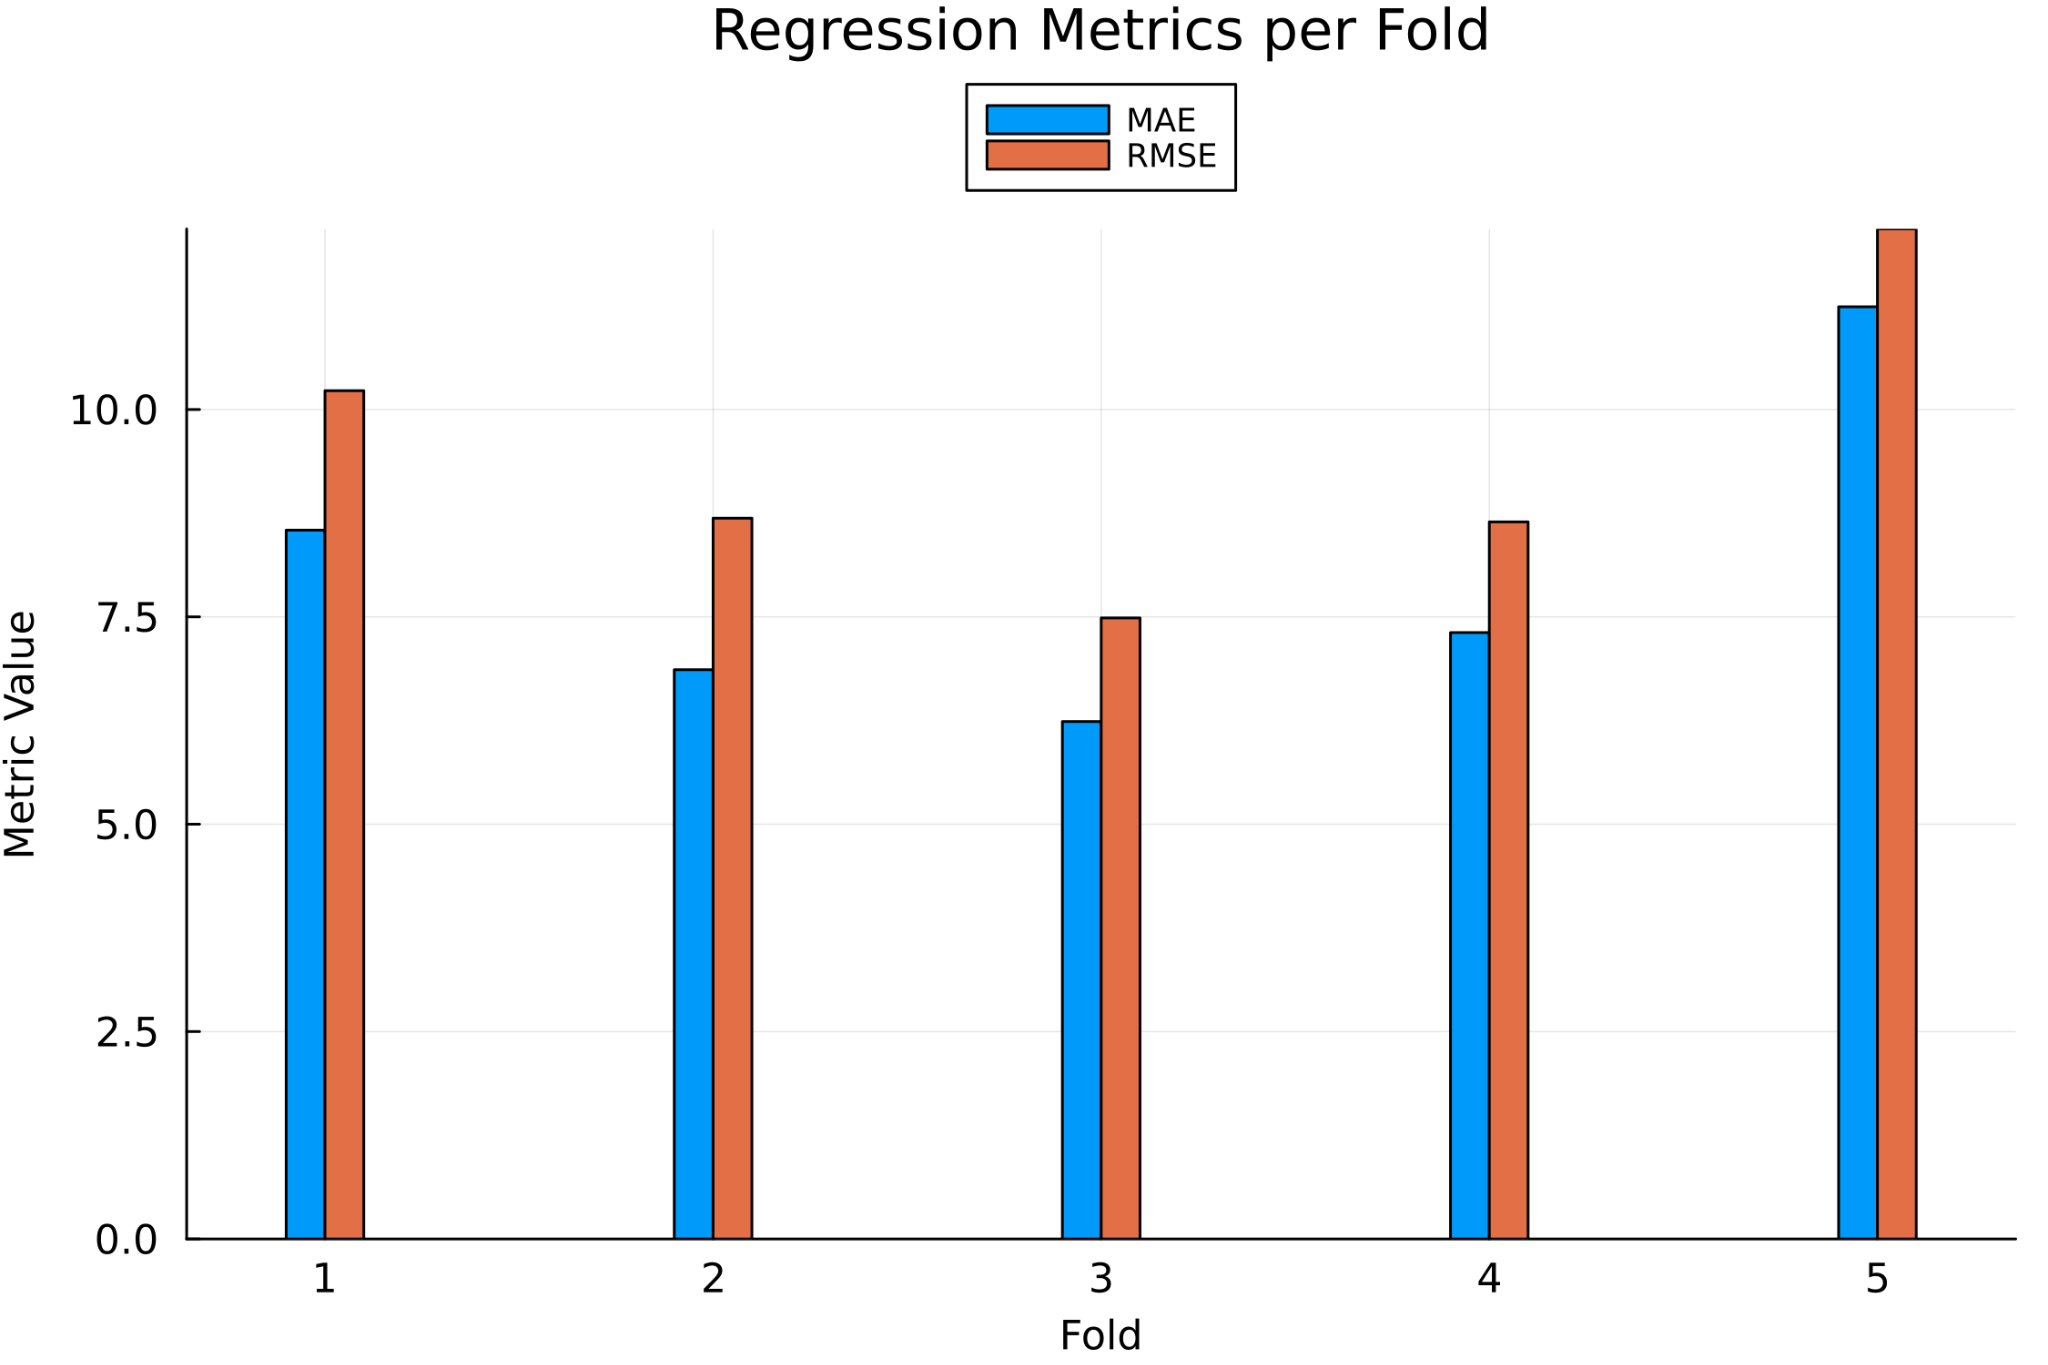 Regression Metrics per Fold
MAE
RMSE
Metric Value
10.0
7.5
5.0
2.5
0.0
1 2 3 4 5
Fold